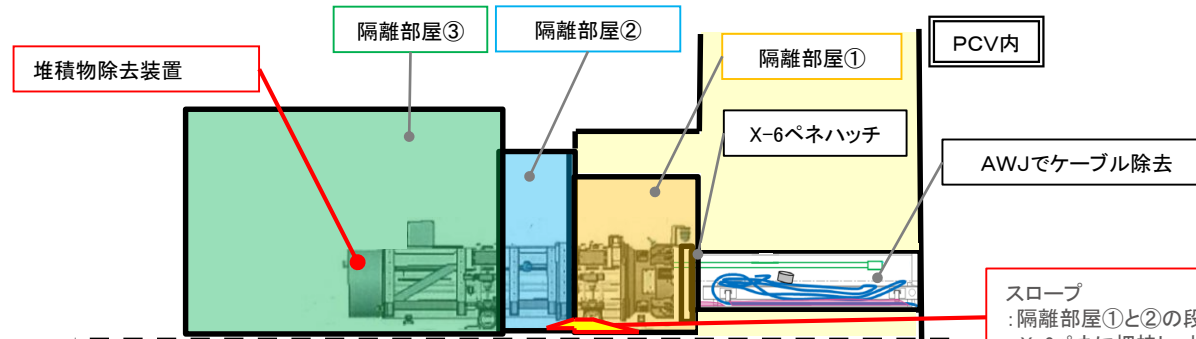 隔離部屋③
隔離部屋②
PCV内
堆積物除去装置
隔離部屋①
X-6ペネハッチ
AWJでケーブル除去
スロープ
:隔離部屋①と②の段